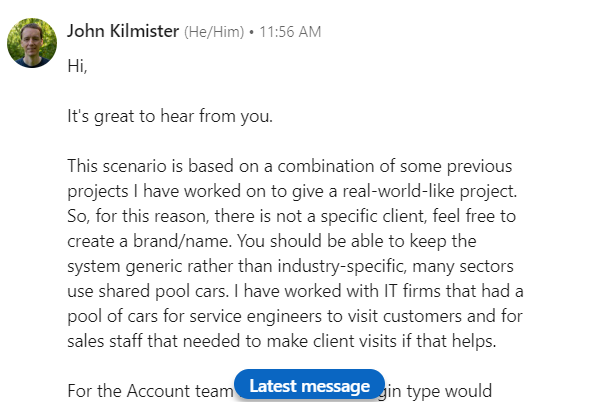 John Kilmister (He/Him) • 11:56 AM
Hi,
It's great to hear from you.
This scenario is based on a combination of some previous
projects I have worked on to give a real-world-like project.
So, for this reason, there is not a specific client, feel free to
create a brand/name. You should be able to keep the
system generic rather than industry-specific, many sectors
use shared pool cars. I have worked with IT firms that had a
pool of cars for service engineers to visit customers and for
sales staff that needed to make client visits if that helps.
For the Account team
Latest message
type would